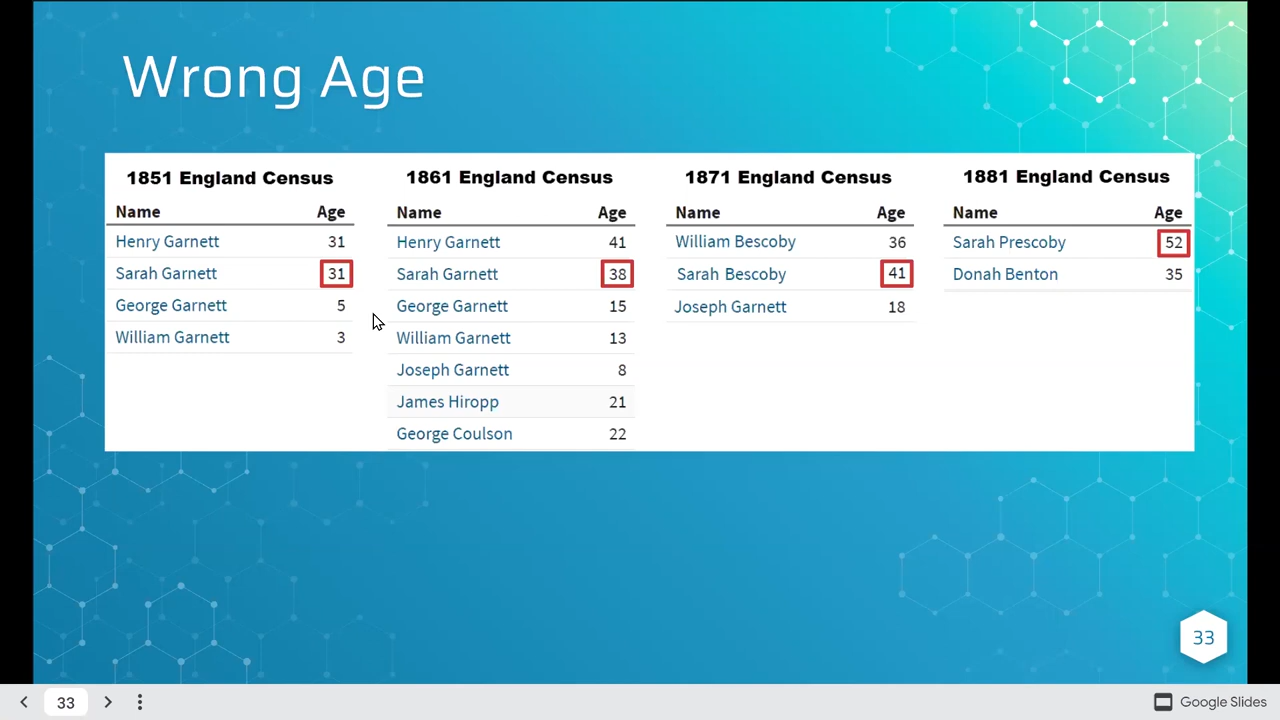 Wrong Age
1851 England Census
Name Age
Henry Garnett 31
Sarah Garnett 31
George Garnett 5
William Garnett 3
1861 England Census
Name Age
Henry Garnett 41
Sarah Garnett 38
George Garnett 15
William Garnett 13
Joseph Garnett 8
James Hiropp 21
George Coulson 22
1871 England Census
Name Age
William Bescoby 36
Sarah Bescoby 41
Joseph Garnett 18
1881 England Census
Name Age
Sarah Prescoby 52
Donah Benton 35
33
33
Google Slides